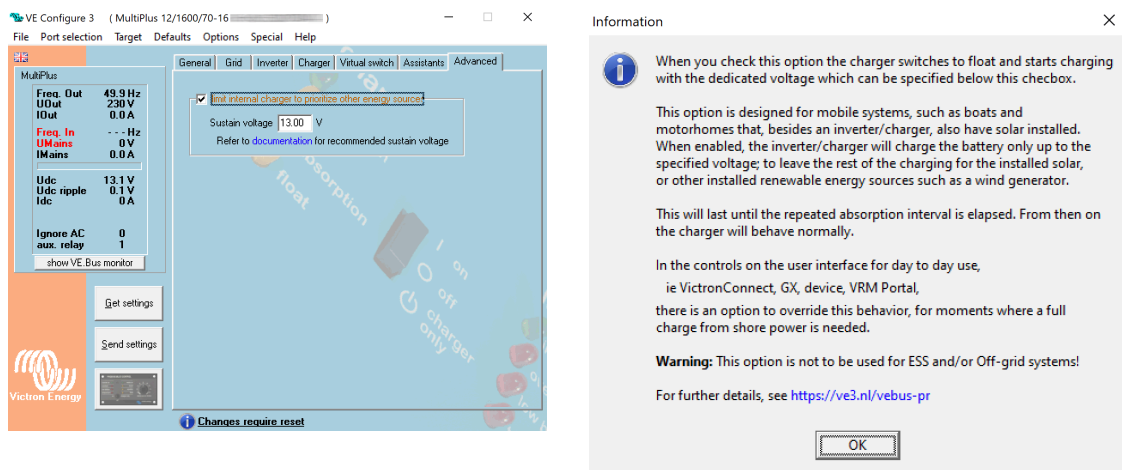 VE Configure 3 ( MultiPlus 12/1600/70-16 )
File Port selection Target Defaults Options Special Help
MultiPlus
Freq. Out 49.9 Hz
UOut 230 V
IOut 0.0 A
Freq. In - - - Hz
UMains 0 V
IMains 0.0 A
Udc 13.1 V
Udc ripple 0.1 V
Idc 0 A
Ignore AC 0
aux. relay 1
show VE.Bus monitor
Get settings
Send settings
Victron Energy
General Grid Inverter Charger Virtual switch Assistants Advanced
limit internal charger to prioritize other energy source
Sustain voltage 13.00 V
Refer to documentation for recommended sustain voltage
absorption
float
on
off
charger
only
Changes require reset
Information
When you check this option the charger switches to float and starts charging
with the dedicated voltage which can be specified below this checbox.
This option is designed for mobile systems, such as boats and
motorhomes that, besides an inverter/charger, also have solar installed.
When enabled, the inverter/charger will charge the battery only up to the
specified voltage; to leave the rest of the charging for the installed solar,
or other installed renewable energy sources such as a wind generator.
This will last until the repeated absorption interval is elapsed. From then on
the charger will behave normally.
In the controls on the user interface for day to day use,
ie VictronConnect, GX, device, VRM Portal,
there is an option to override this behavior, for moments where a full
charge from shore power is needed.
Warning: This option is not to be used for ESS and/or Off-grid systems!
For further details, see https://ve3.nl/vebus-pr
OK